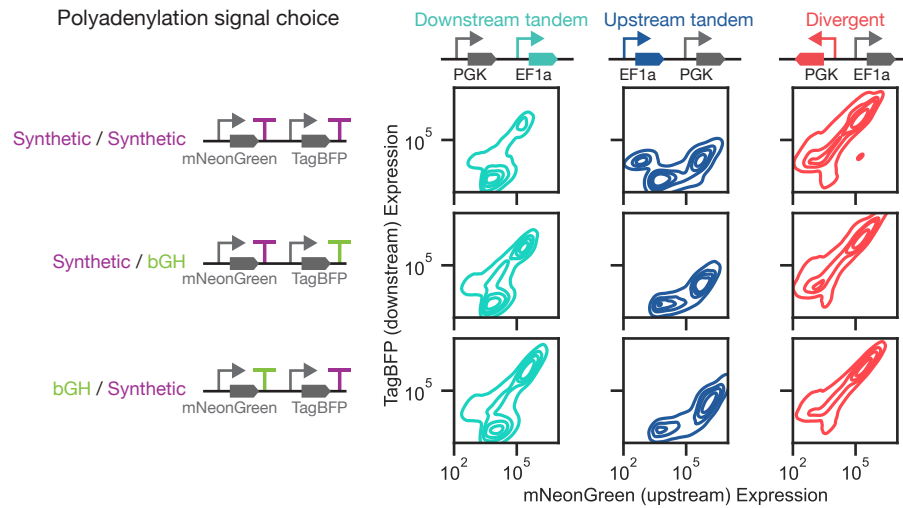 Polyadenylation signal choice
Downstream tandem
Upstream tandem
Divergent
PGK
EF1a
EF1a
PGK
PGK
EF1a
Synthetic / Synthetic
mNeonGreen
TagBFP
10^5
Synthetic / bGH
mNeonGreen
TagBFP
10^5
bGH / Synthetic
mNeonGreen
TagBFP
10^5
TagBFP (downstream) Expression
10^2
10^5
10^2
10^5
10^2
10^5
mNeonGreen (upstream) Expression